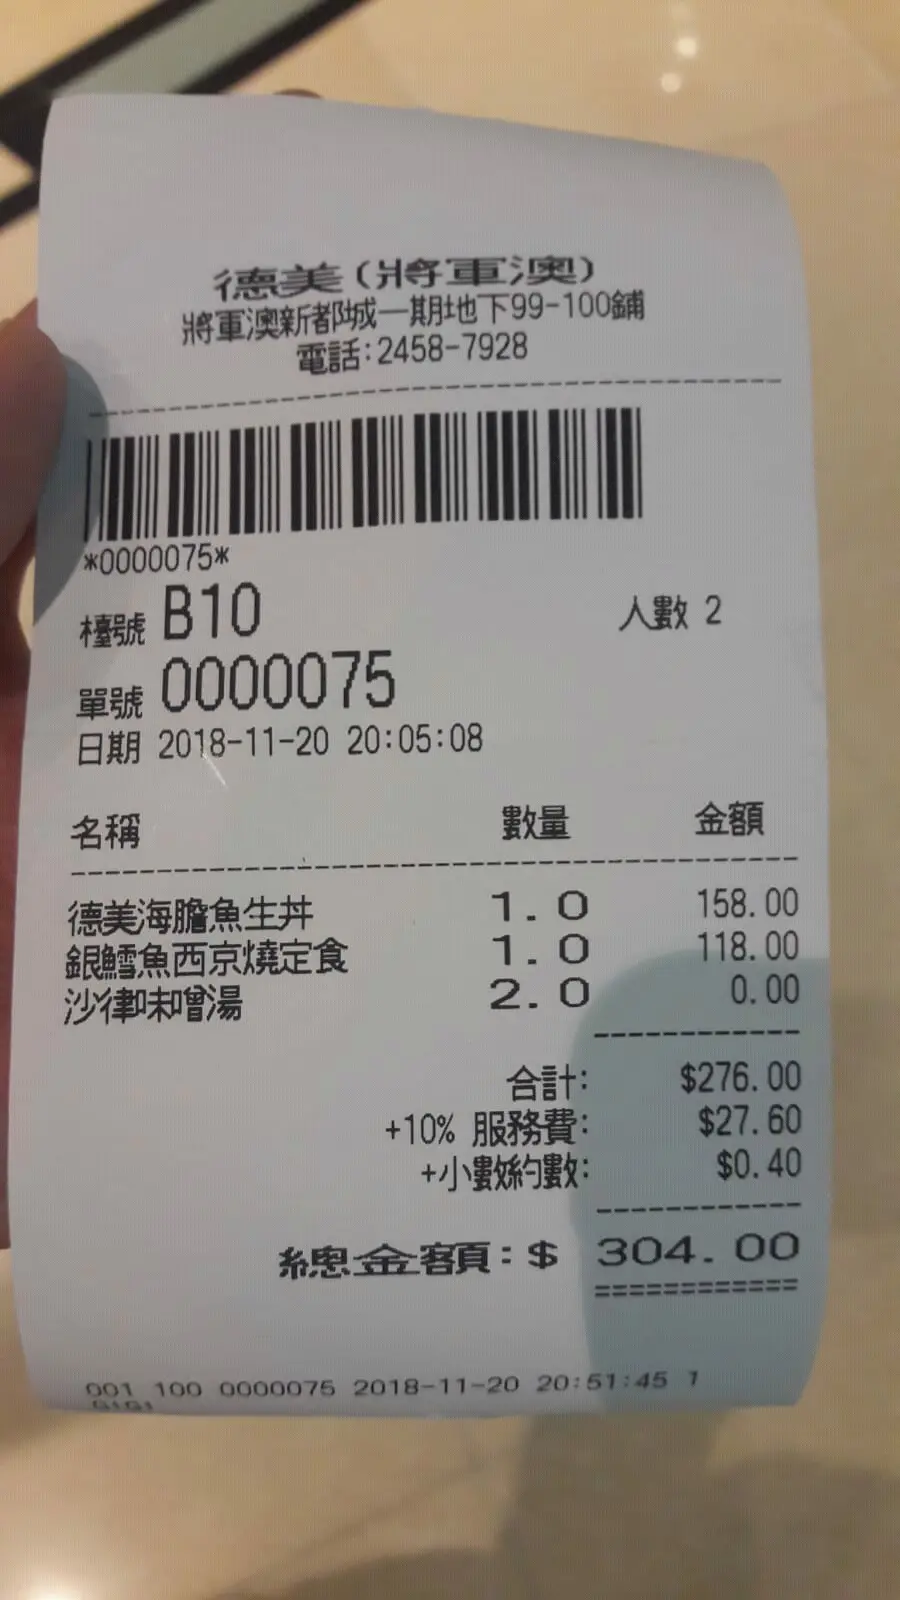 德美(將軍澳)
將軍澳新都城一期地下99-100鋪
電話:2458-7928
*0000075*
檯號 B10 人數 2
單號 0000075
日期 2018-11-20 20:05:08
名稱 數量 金額
德美海膽魚生丼 1.0 158.00
銀鱈魚西京燒定食 1.0 118.00
沙律味噌湯 2.0 0.00
合計: $276.00
+10% 服務費: $27.60
+小數約數: $0.40
總金額:$ 304.00
001 100 0000075 2018-11-20 20:51:45 1
GIGI